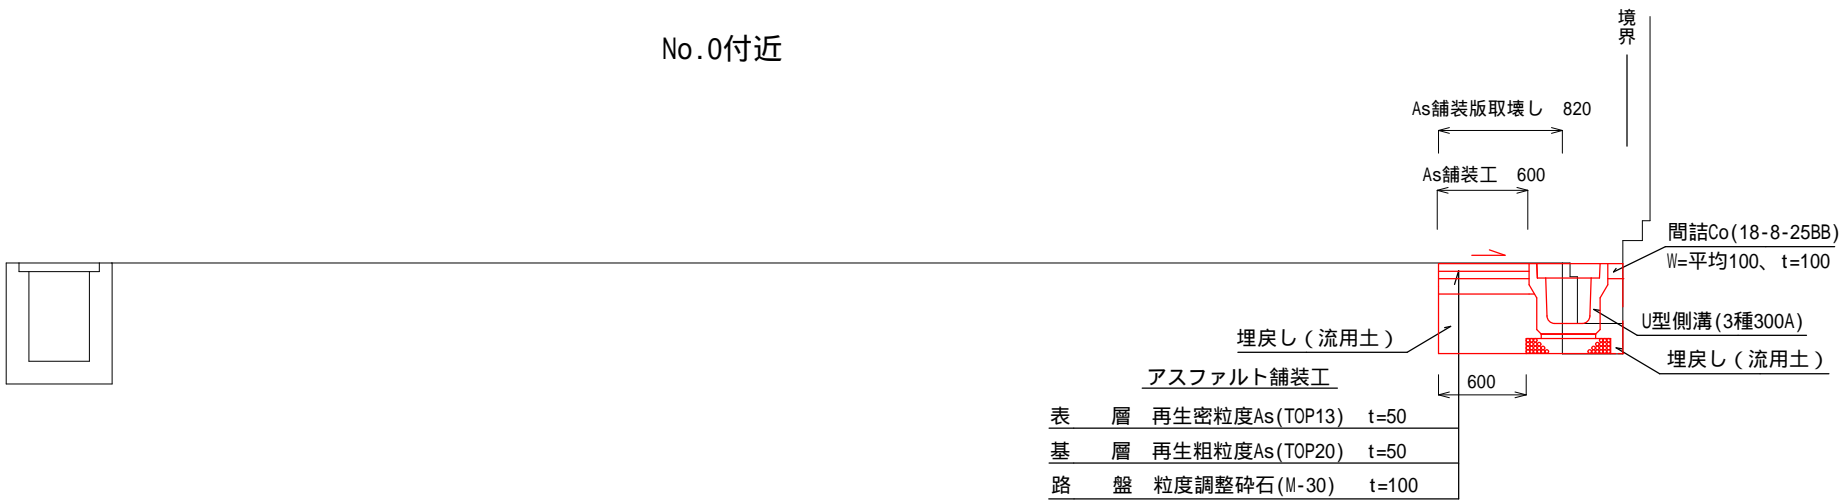 No.0付近
境界
As舗装版取壊し 820
As舗装工 600
間詰Co(18-8-25BB)
W=平均100、t=100
U型側溝(3種300A)
埋戻し（流用土）
埋戻し（流用土）
600
アスファルト舗装工
表 層 再生密粒度As(TOP13) t=50
基 層 再生粗粒度As(TOP20) t=50
路 盤 粒度調整砕石(M-30) t=100